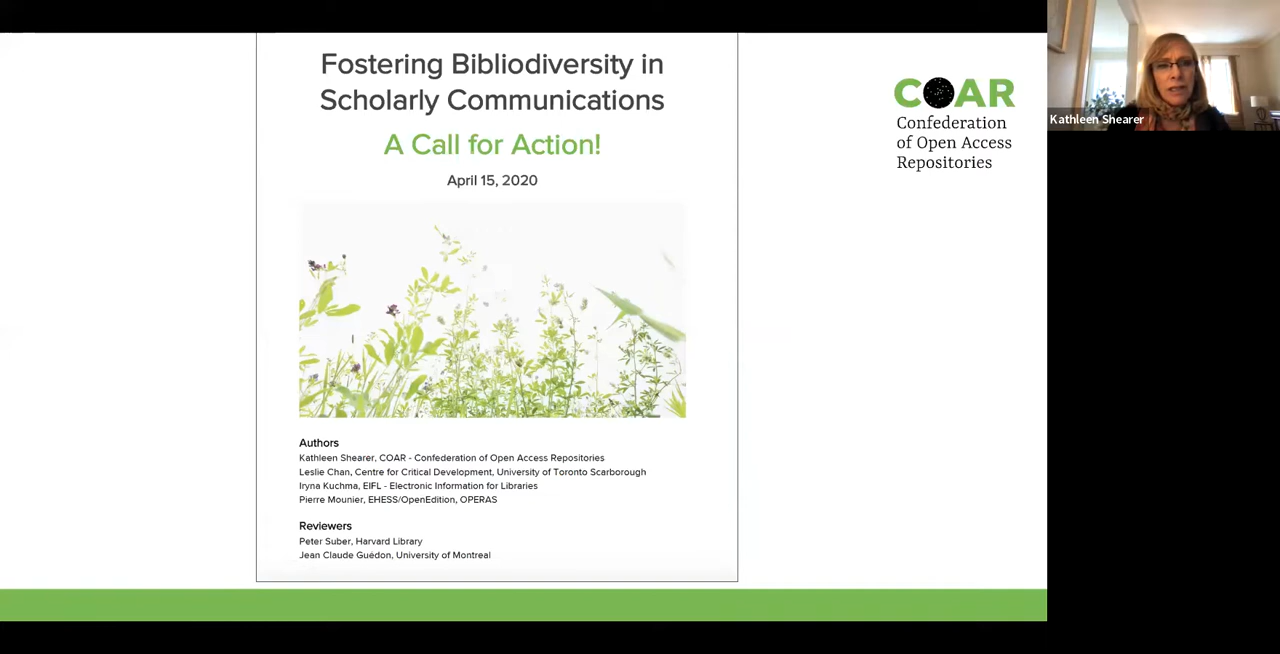 Fostering Bibliodiversity in
Scholarly Communications
A Call for Action!
April 15, 2020
Authors
Kathleen Shearer, COAR - Confederation of Open Access Repositories
Leslie Chan, Centre for Critical Development, University of Toronto Scarborough
Iryna Kuchma, EIFL - Electronic Information for Libraries
Pierre Mounier, EHESS/OpenEdition, OPERAS
Reviewers
Peter Suber, Harvard Library
Jean Claude Guédon, University of Montreal
COAR
Confederation
of Open Access
Repositories
Kathleen Shearer